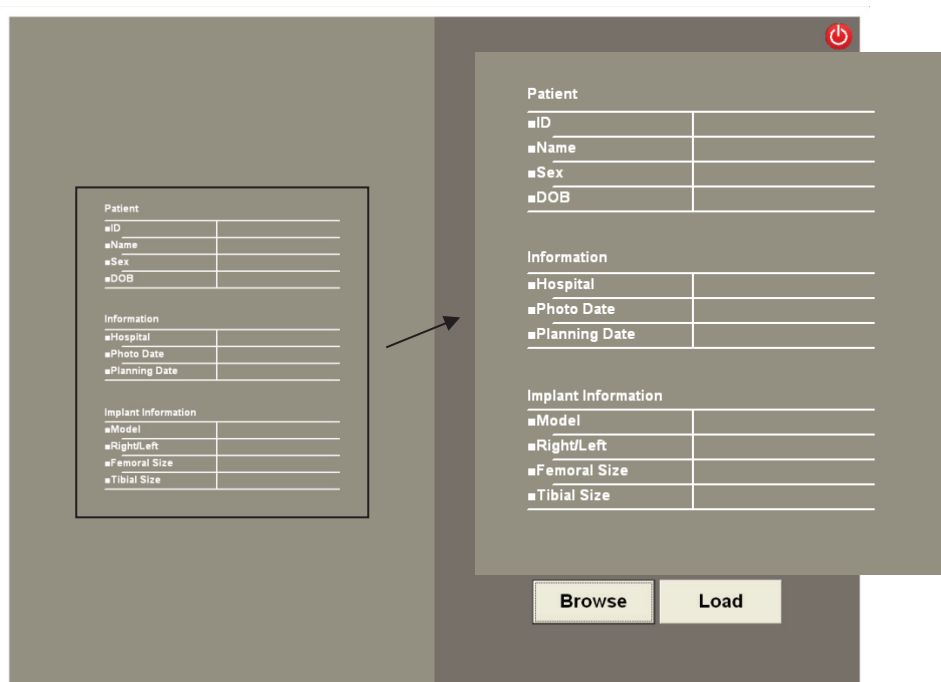 Patient
■ID
■Name
■Sex
■DOB
Information
■Hospital
■Photo Date
■Planning Date
Implant Information
■Model
■Right/Left
■Femoral Size
■Tibial Size
Patient
■ID
■Name
■Sex
■DOB
Information
■Hospital
■Photo Date
■Planning Date
Implant Information
■Model
■Right/Left
■Femoral Size
■Tibial Size
Browse
Load